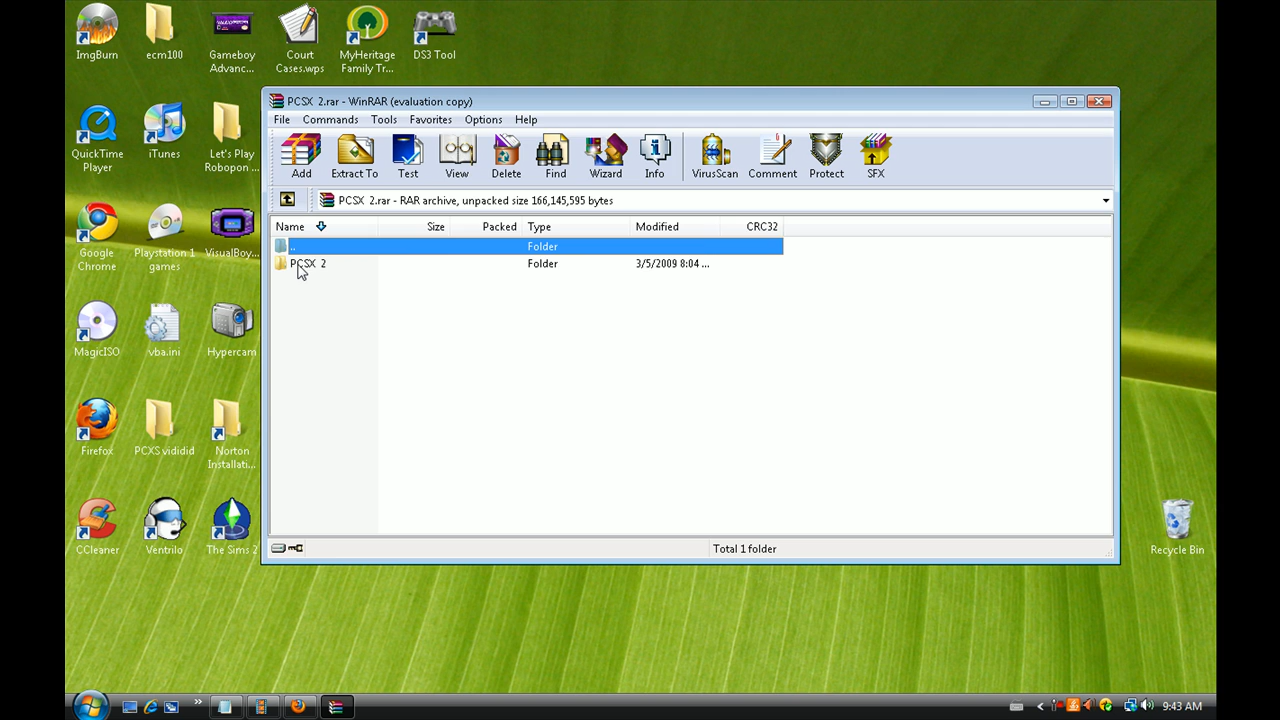 ImgBurn
ecm100
Gameboy
Advanc...
Court
Cases.wps
MyHeritage
Family Tr...
DS3 Tool
QuickTime
Player
iTunes
Let's Play
Robopon ...
Google
Chrome
Playstation 1
games
VisualBoy
MagicISO
vba.ini
Hypercam
Firefox
PCXS vididid
Norton
Installati...
CCleaner
Ventrilo
The Sims 2
PCSX 2.rar - WinRAR (evaluation copy)
File Commands Tools Favorites Options Help
Add Extract To Test View Delete Find Wizard Info VirusScan Comment Protect SFX
PCSX 2.rar - RAR archive, unpacked size 166,145,595 bytes
Name Size Packed Type Modified CRC32
.. Folder
PCSX 2 Folder 3/5/2009 8:04 ...
Total 1 folder
Recycle Bin
9:43 AM